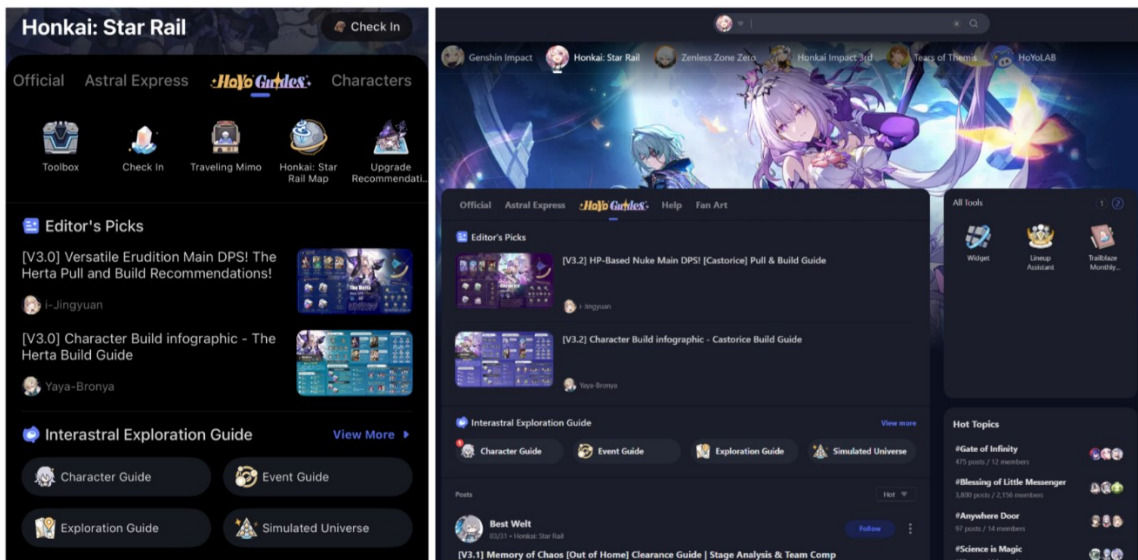 Honkai: Star Rail
Check In
Official
Astral Express
HoYo Guides
Characters
Toolbox
Check In
Traveling Mimo
Honkai: Star
Rail Map
Upgrade
Recommendati...
Editor's Picks
[V3.0] Versatile Erudition Main DPS! The
Herta Pull and Build Recommendations!
i-Jingyuan
[V3.0] Character Build infographic - The
Herta Build Guide
Yaya-Bronya
Interastral Exploration Guide
View More
Character Guide
Event Guide
Exploration Guide
Simulated Universe
Genshin Impact
Honkai: Star Rail
Zenless Zone Zero
Honkai Impact 3rd
Tears of Themis
HoYoLAB
Official
Astral Express
HoYo Guides
Help
Fan Art
Editor's Picks
[V3.2] HP-Based Nuke Main DPS! [Castorice] Pull & Build Guide
i-Jingyuan
[V3.2] Character Build infographic - Castorice Build Guide
Yaya-Bronya
Interastral Exploration Guide
View more
Character Guide
Event Guide
Exploration Guide
Simulated Universe
Posts
Hot
Best Welt
03/31 • Honkai: Star Rail
Follow
[V3.1] Memory of Chaos [Out of Home] Clearance Guide | Stage Analysis & Team Comp
All Tools
1
2
Widget
Lineup
Assistant
Trailblaze
Monthly...
Hot Topics
#Gate of Infinity
475 posts / 12 members
#Blessing of Little Messenger
3,800 posts / 2,156 members
#Anywhere Door
97 posts / 14 members
#Science is Magic